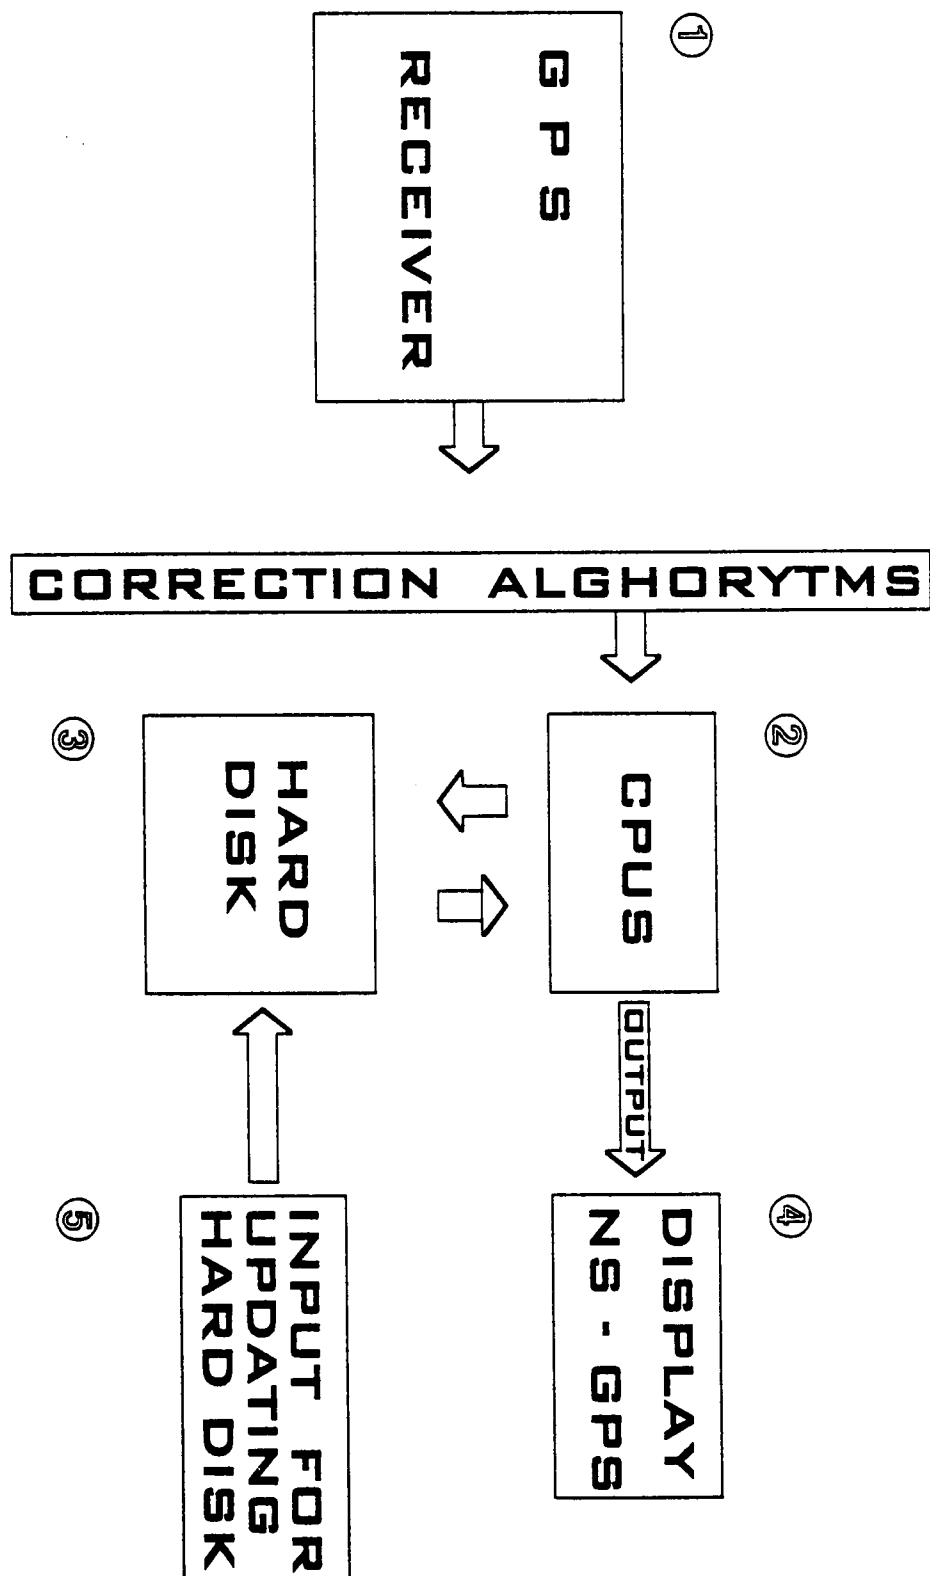 1
GPS
RECEIVER
CORRECTION ALGHORYTMS
2
CPUS
3
HARD
DISK
OUTPUT
4
DISPLAY
NS - GPS
5
INPUT FOR
UPDATING
HARD DISK